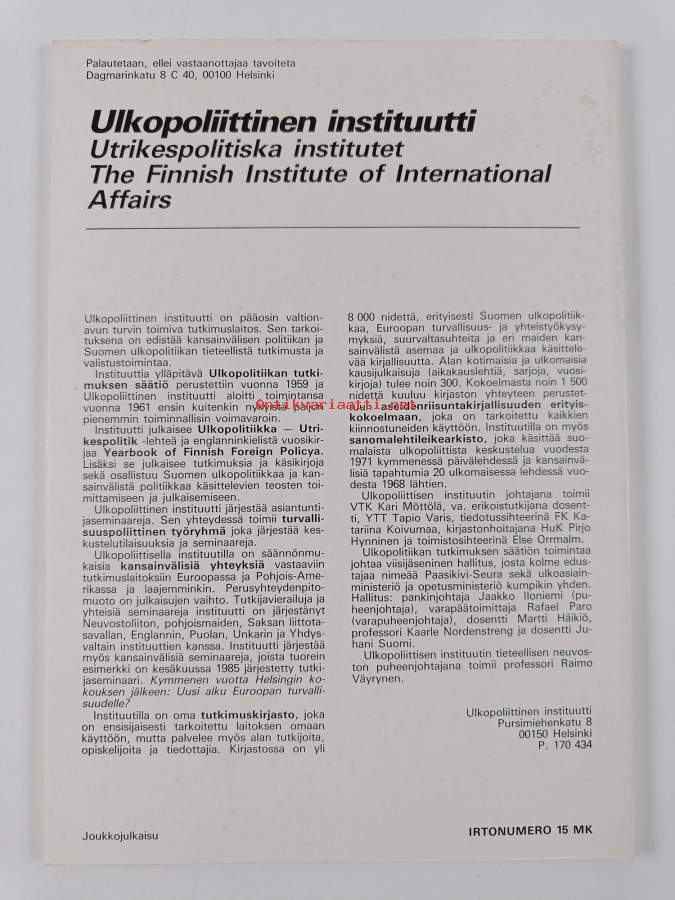 Palautetaan, ellei vastaanottajaa tavoiteta
Dagmarinkatu 8 C 40, 00100 Helsinki
Ulkopoliittinen instituutti
Utrikespolitiska institutet
The Finnish Institute of International
Affairs
Ulkopoliittinen instituutti on pääosin valtion-
avun turvin toimiva tutkimuslaitos. Sen tarkoi-
tuksena on edistää kansainvälisen politiikan ja
Suomen ulkopolitiikan tieteellistä tutkimusta ja
valistustoimintaa.
Instituuttia ylläpitävä Ulkopolitiikan tutki-
muksen säätiö perustettiin vuonna 1959 ja
Ulkopoliittinen instituutti aloitti toimintansa
vuonna 1961 ensin kuitenkin nykyistä paljon
pienemmin toiminnallisin voimavaroin.
Instituutti julkaisee Ulkopolitiikka — Utri-
kespolitik -lehteä ja englanninkielistä vuosikir-
jaa Yearbook of Finnish Foreign Policya.
Lisäksi se julkaisee tutkimuksia ja käsikirjoja
sekä osallistuu Suomen ulkopolitiikkaa ja kan-
sainvälistä politiikkaa käsittelevien teosten toi-
mittamiseen ja julkaisemiseen.
Ulkopoliittinen instituutti järjestää asiantunti-
jaseminaareja. Sen yhteydessä toimii turvalli-
suuspoliittinen työryhmä joka järjestää kes-
kustelutilaisuuksia ja seminaareja.
Ulkopoliittisella instituutilla on säännönmu-
kaisia kansainvälisiä yhteyksiä vastaaviin
tutkimuslaitoksiin Euroopassa ja Pohjois-Ame-
rikassa ja laajemminkin. Perusyhteydenpito-
muoto on julkaisujen vaihto. Tutkijavierailuja ja
yhteisiä seminaareja instituutti on järjestänyt
Neuvostoliiton, pohjoismaiden, Saksan liittota-
savallan, Englannin, Puolan, Unkarin ja Yhdys-
valtain instituuttien kanssa. Instituutti järjestää
myös kansainvälisiä seminaareja, joista tuorein
esimerkki on kesäkuussa 1985 järjestetty tutki-
jaseminaari. Kymmenen vuotta Helsingin ko-
kouksen jälkeen: Uusi alku Euroopan turvalli-
suudelle?
Instituutilla on oma tutkimuskirjasto, joka
on ensisijaisesti tarkoitettu laitoksen omaan
käyttöön, mutta palvelee myös alan tutkijoita,
opiskelijoita ja tiedottajia. Kirjastossa on yli
8 000 nidettä, erityisesti Suomen ulkopolitiik-
kaa, Euroopan turvallisuus- ja yhteistyökysy-
myksiä, suurvaltasuhteita ja eri maiden kan-
sainvälistä asemaa ja ulkopolitiikkaa käsittele-
vää kirjallisuutta. Alan kotimaisia ja ulkomaisia
kausijulkaisuja (aikakauslehtiä, sarjoja, vuosi-
kirjoja) tulee noin 300. Kokoelmasta noin 1 500
nidettä kuuluu kirjaston yhteyteen perustet-
tuun aseidenriisuntakirjallisuuden erityis-
kokoelmaan, joka on tarkoitettu kaikkien
kiinnostuneiden käyttöön. Instituutilla on myös
sanomalehtileikearkisto, joka käsittää suo-
malaista ulkopoliittista keskustelua vuodesta
1971 kymmenessä päivälehdessä ja kansainvä-
lisiä tapahtumia 20 ulkomaisessa lehdessä vuo-
desta 1968 lähtien.
Ulkopoliittisen instituutin johtajana toimii
VTK Kari Möttölä, va. erikoistutkijana dosent-
ti, YTT Tapio Varis, tiedotussihteerinä FK Ka-
tariina Koivumaa, kirjastonhoitajana HuK Pirjo
Hynninen ja toimistosihteerinä Else Orrmalm.
Ulkopolitiikan tutkimuksen säätiön toimintaa
johtaa viisijäseninen hallitus, josta kolme edus-
tajaa nimeää Paasikivi-Seura sekä ulkoasiain-
ministeriö ja opetusministeriö kumpikin yhden.
Hallitus: pankinjohtaja Jaakko Iloniemi (pu-
heenjohtaja), varapäätoimittaja Rafael Paro
(varapuheenjohtaja), dosentti Martti Häikiö,
professori Kaarle Nordenstreng ja dosentti Ju-
hani Suomi.
Ulkopoliittisen instituutin tieteellisen neuvos-
ton puheenjohtajana toimii professori Raimo
Väyrynen.
Ulkopoliittinen instituutti
Pursimiehenkatu 8
00150 Helsinki
P. 170 434
Joukkojulkaisu
IRTONUMERO 15 MK
antikvariaatti.net